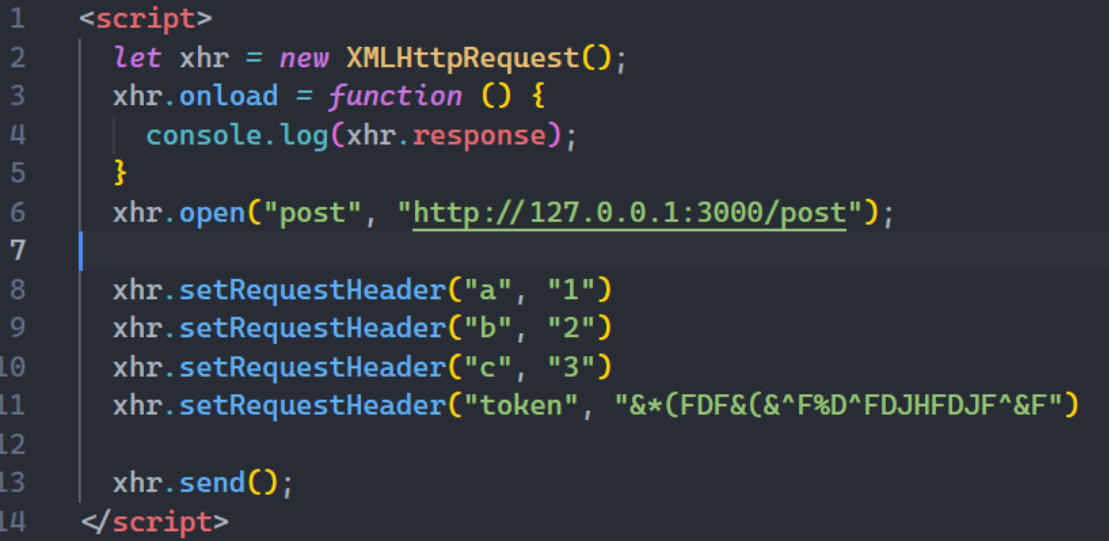 1 <script>
2 let xhr = new XMLHttpRequest();
3 xhr.onload = function () {
4 console.log(xhr.response);
5 }
6 xhr.open("post", "http://127.0.0.1:3000/post");
7
8 xhr.setRequestHeader("a", "1")
9 xhr.setRequestHeader("b", "2")
10 xhr.setRequestHeader("c", "3")
11 xhr.setRequestHeader("token", "&*(FDF&(&^F%D^FDJHFDJF^&F")
12
13 xhr.send();
14 </script>